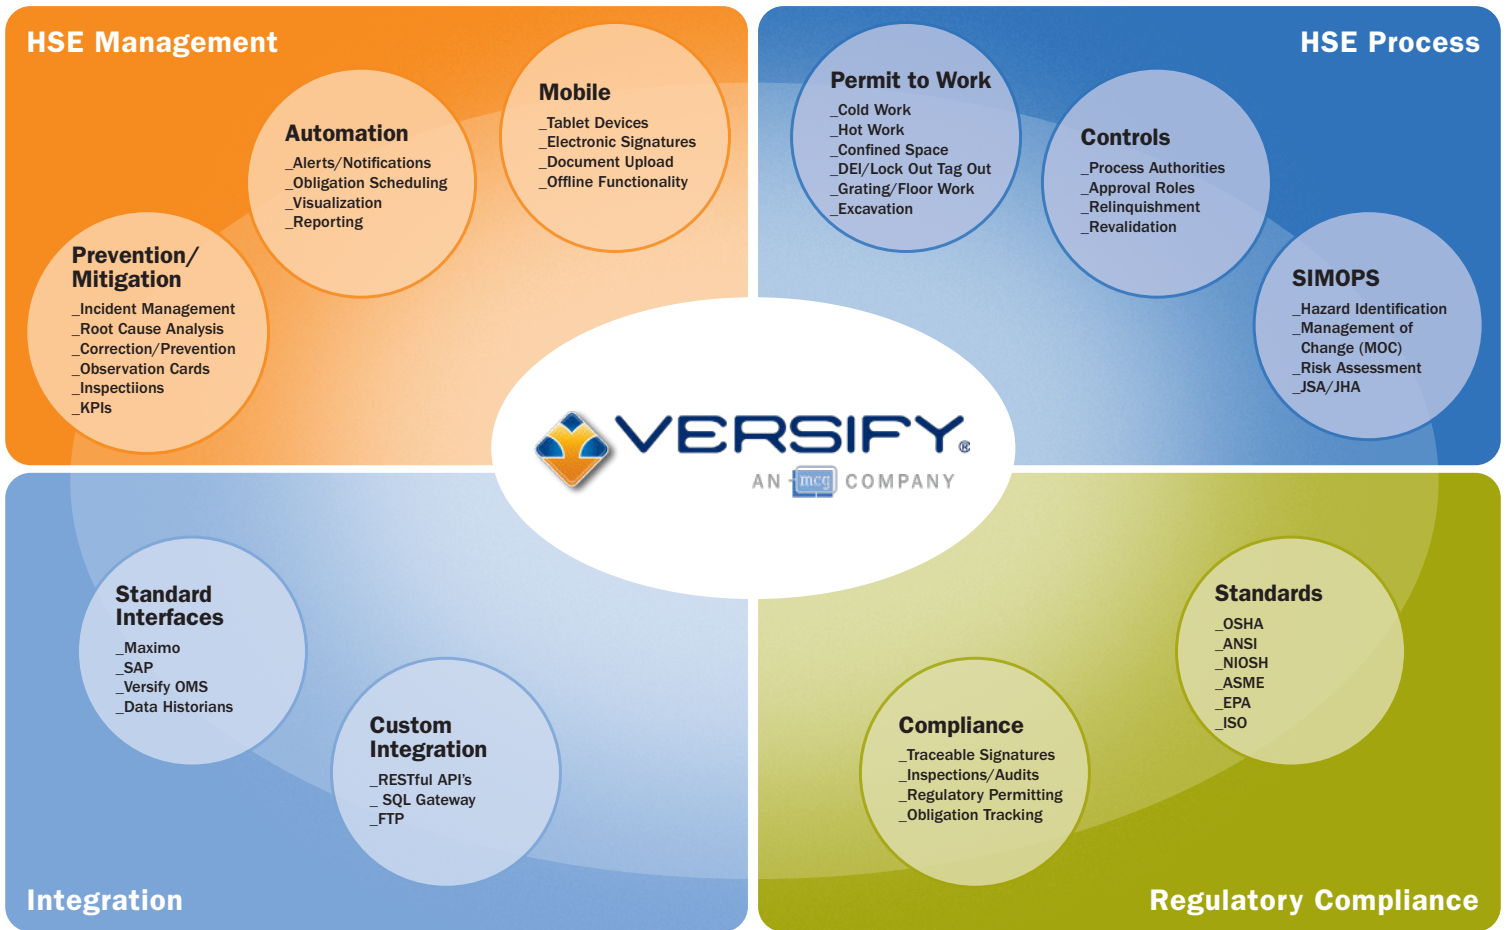 HSE Management
Prevention/
Mitigation
_Incident Management
_Root Cause Analysis
_Correction/Prevention
_Observation Cards
_Inspectiions
_KPIs
Automation
_Alerts/Notifications
_Obligation Scheduling
_Visualization
_Reporting
Mobile
_Tablet Devices
_Electronic Signatures
_Document Upload
_Offline Functionality
HSE Process
Permit to Work
_Cold Work
_Hot Work
_Confined Space
_DEI/Lock Out Tag Out
_Grating/Floor Work
_Excavation
Controls
_Process Authorities
_Approval Roles
_Relinquishment
_Revalidation
SIMOPS
_Hazard Identification
_Management of
Change (MOC)
_Risk Assessment
_JSA/JHA
VERSIFY®
AN mcg COMPANY
Standard
Interfaces
_Maximo
_SAP
_Versify OMS
_Data Historians
Custom
Integration
_RESTful API’s
_ SQL Gateway
_FTP
Integration
Compliance
_Traceable Signatures
_Inspections/Audits
_Regulatory Permitting
_Obligation Tracking
Standards
_OSHA
_ANSI
_NIOSH
_ASME
_EPA
_ISO
Regulatory Compliance